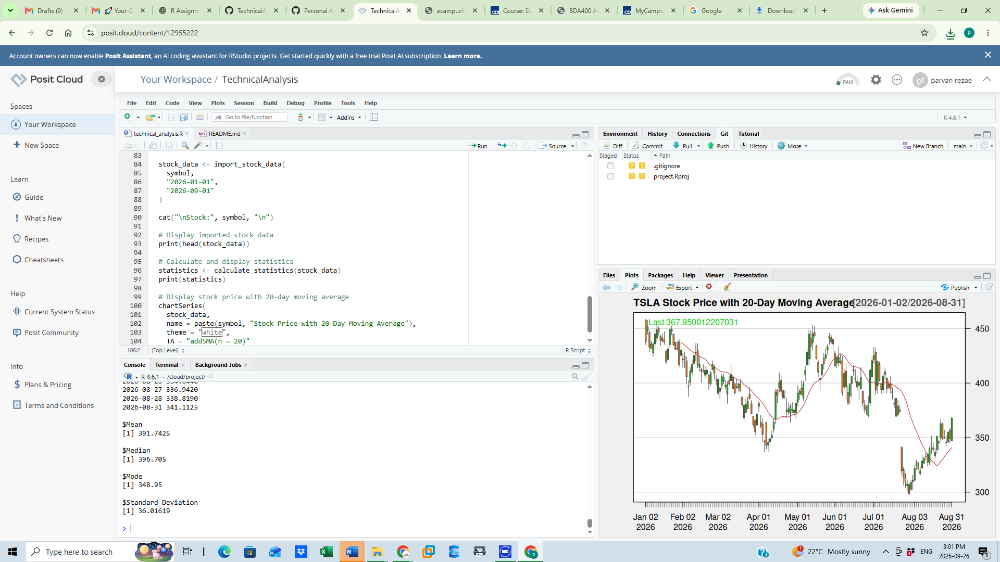 Drafts (9) -
Your G
R Assignm
TechnicalA
Personal A
TechnicalA
ecampusli
Course: Da
BDA400 A
MyCampu
Google
Download
Ask Gemini
posit.cloud/content/12955222
P
Account owners can now enable Posit Assistant, an AI coding assistant for RStudio projects. Get started quickly with a free trial Posit AI subscription. Learn more.
Posit Cloud
Your Workspace / TechnicalAnalysis
RAM
pr
parvan rezae
Spaces
Your Workspace
New Space
Learn
Guide
What's New
Recipes
Cheatsheets
Help
Current System Status
Posit Community
Info
Plans & Pricing
Terms and Conditions
File Edit Code View Plots Session Build Debug Profile Tools Help
Go to file/function
Addins
R 4.6.1
technical_analysis.R
README.md
Run
Source
83
84 stock_data <- import_stock_data(
85 symbol,
86 "2026-01-01",
87 "2026-09-01"
88 )
89
90 cat("\nStock:", symbol, "\n")
91
92 # Display imported stock data
93 print(head(stock_data))
94
95 # Calculate and display statistics
96 statistics <- calculate_statistics(stock_data)
97 print(statistics)
98
99 # Display stock price with 20-day moving average
100 chartSeries(
101 stock_data,
102 name = paste(symbol, "Stock Price with 20-Day Moving Average"),
103 theme = "white",
104 TA = "addSMA(n = 20)"
106:2 (Top Level) R Script
Console Terminal Background Jobs
R 4.6.1 · /cloud/project/
2026-08-27 336.9420
2026-08-28 338.8190
2026-08-31 341.1125
$Mean
[1] 391.7425
$Median
[1] 396.705
$Mode
[1] 348.95
$Standard_Deviation
[1] 36.01619
>
Environment History Connections Git Tutorial
Diff Commit Pull Push History More New Branch main
Staged Status Path
? ? .gitignore
? ? project.Rproj
Files Plots Packages Help Viewer Presentation
Zoom Export Publish
TSLA Stock Price with 20-Day Moving Average [2026-01-02/2026-08-31]
Last 367.950012207031
450
400
350
300
Jan 02 Feb 02 Mar 02 Apr 01 May 01 Jun 01 Jul 01 Aug 03 Aug 31
2026 2026 2026 2026 2026 2026 2026 2026 2026
Type here to search
1
22°C Mostly sunny
ENG
3:01 PM
2026-09-26
1